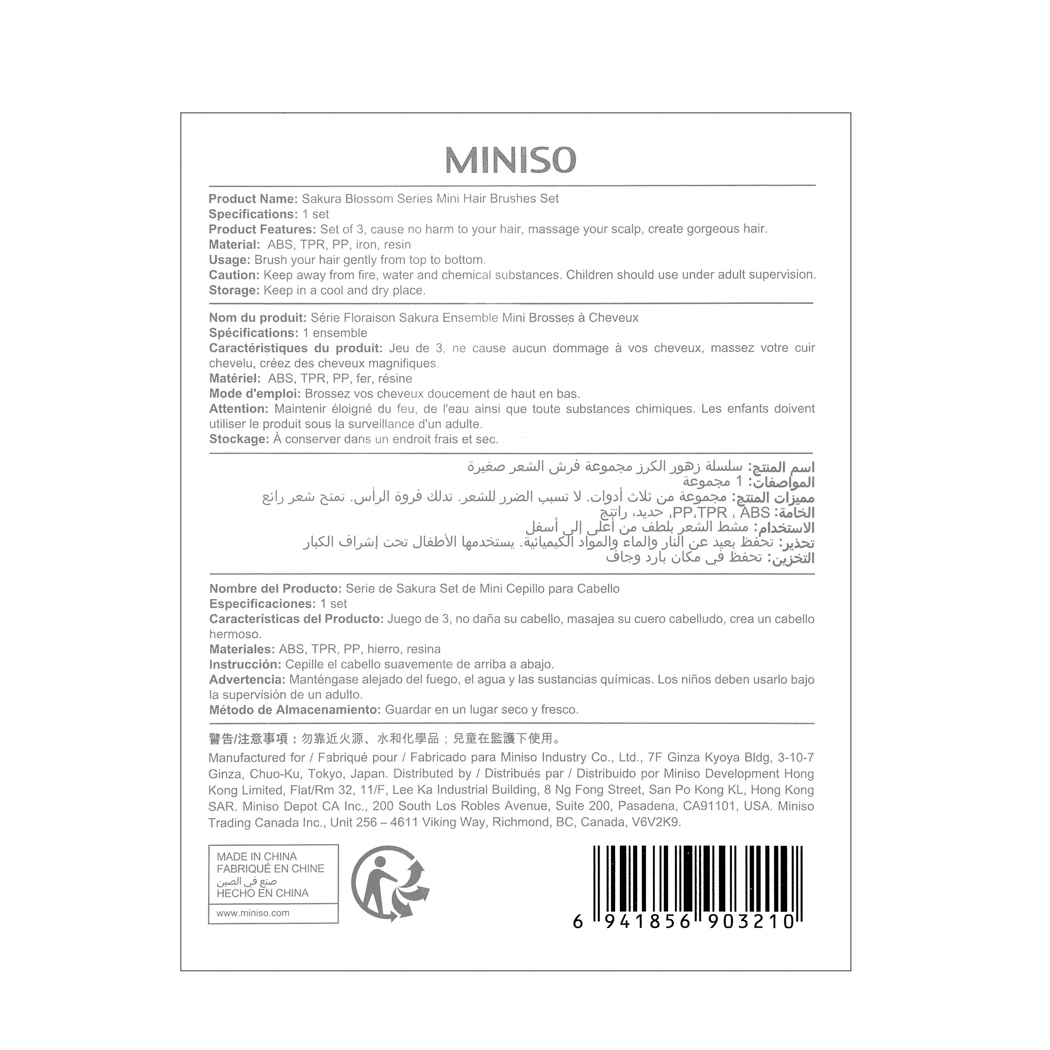 MINISO
Product Name: Sakura Blossom Series Mini Hair Brushes Set
Specifications: 1 set
Product Features: Set of 3, cause no harm to your hair, massage your scalp, create gorgeous hair.
Material: ABS, TPR, PP, iron, resin
Usage: Brush your hair gently from top to bottom.
Caution: Keep away from fire, water and chemical substances. Children should use under adult supervision.
Storage: Keep in a cool and dry place.
Nom du produit: Série Floraison Sakura Ensemble Mini Brosses à Cheveux
Spécifications: 1 ensemble
Caractéristiques du produit: Jeu de 3, ne cause aucun dommage à vos cheveux, massez votre cuir
chevelu, créez des cheveux magnifiques.
Matériel: ABS, TPR, PP, fer, résine
Mode d'emploi: Brossez vos cheveux doucement de haut en bas.
Attention: Maintenir éloigné du feu, de l'eau ainsi que toute substances chimiques. Les enfants doivent
utiliser le produit sous la surveillance d'un adulte.
Stockage: À conserver dans un endroit frais et sec.
اسم المنتج: سلسلة زهور الكرز مجموعة فرش الشعر صغيرة
المواصفات: 1 مجموعة
مميزات المنتج: مجموعة من ثلاث أدوات. لا تسبب الضرر للشعر. تدلك فروة الرأس. تمنح شعر رائع
الخامة: PP،TPR ، ABS، حديد، راتنج
الاستخدام: مشط الشعر بلطف من أعلى إلى أسفل
تحذير: تحفظ بعيد عن النار والماء والمواد الكيميائية. يستخدمها الأطفال تحت إشراف الكبار
التخزين: تحفظ في مكان بارد وجاف
Nombre del Producto: Serie de Sakura Set de Mini Cepillo para Cabello
Especificaciones: 1 set
Características del Producto: Juego de 3, no daña su cabello, masajea su cuero cabelludo, crea un cabello
hermoso.
Materiales: ABS, TPR, PP, hierro, resina
Instrucción: Cepille el cabello suavemente de arriba a abajo.
Advertencia: Manténgase alejado del fuego, el agua y las sustancias químicas. Los niños deben usarlo bajo
la supervisión de un adulto.
Método de Almacenamiento: Guardar en un lugar seco y fresco.
警告/注意事項：勿靠近火源、水和化學品；兒童在監護下使用。
Manufactured for / Fabriqué pour / Fabricado para Miniso Industry Co., Ltd., 7F Ginza Kyoya Bldg, 3-10-7
Ginza, Chuo-Ku, Tokyo, Japan. Distributed by / Distribués par / Distribuido por Miniso Development Hong
Kong Limited, Flat/Rm 32, 11/F, Lee Ka Industrial Building, 8 Ng Fong Street, San Po Kong KL, Hong Kong
SAR. Miniso Depot CA Inc., 200 South Los Robles Avenue, Suite 200, Pasadena, CA91101, USA. Miniso
Trading Canada Inc., Unit 256 – 4611 Viking Way, Richmond, BC, Canada, V6V2K9.
MADE IN CHINA
FABRIQUÉ EN CHINE
صنع في الصين
HECHO EN CHINA
www.miniso.com
6 941856 903210